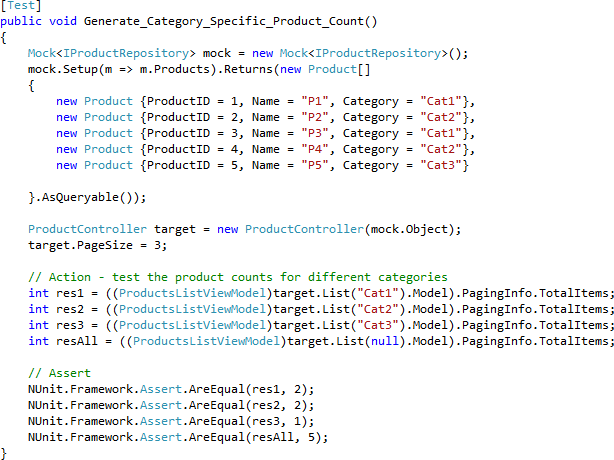 [Test]
public void Generate_Category_Specific_Product_Count()
{
    Mock<IProductRepository> mock = new Mock<IProductRepository>();
    mock.Setup(m => m.Products).Returns(new Product[]
    {
        new Product {ProductID = 1, Name = "P1", Category = "Cat1"},
        new Product {ProductID = 2, Name = "P2", Category = "Cat2"},
        new Product {ProductID = 3, Name = "P3", Category = "Cat1"},
        new Product {ProductID = 4, Name = "P4", Category = "Cat2"},
        new Product {ProductID = 5, Name = "P5", Category = "Cat3"}
    }.AsQueryable());
    ProductController target = new ProductController(mock.Object);
    target.PageSize = 3;
    // Action - test the product counts for different categories
    int res1 = ((ProductsListViewModel)target.List("Cat1").Model).PagingInfo.TotalItems;
    int res2 = ((ProductsListViewModel)target.List("Cat2").Model).PagingInfo.TotalItems;
    int res3 = ((ProductsListViewModel)target.List("Cat3").Model).PagingInfo.TotalItems;
    int resAll = ((ProductsListViewModel)target.List(null).Model).PagingInfo.TotalItems;
    // Assert
    NUnit.Framework.Assert.AreEqual(res1, 2);
    NUnit.Framework.Assert.AreEqual(res2, 2);
    NUnit.Framework.Assert.AreEqual(res3, 1);
    NUnit.Framework.Assert.AreEqual(resAll, 5);
}